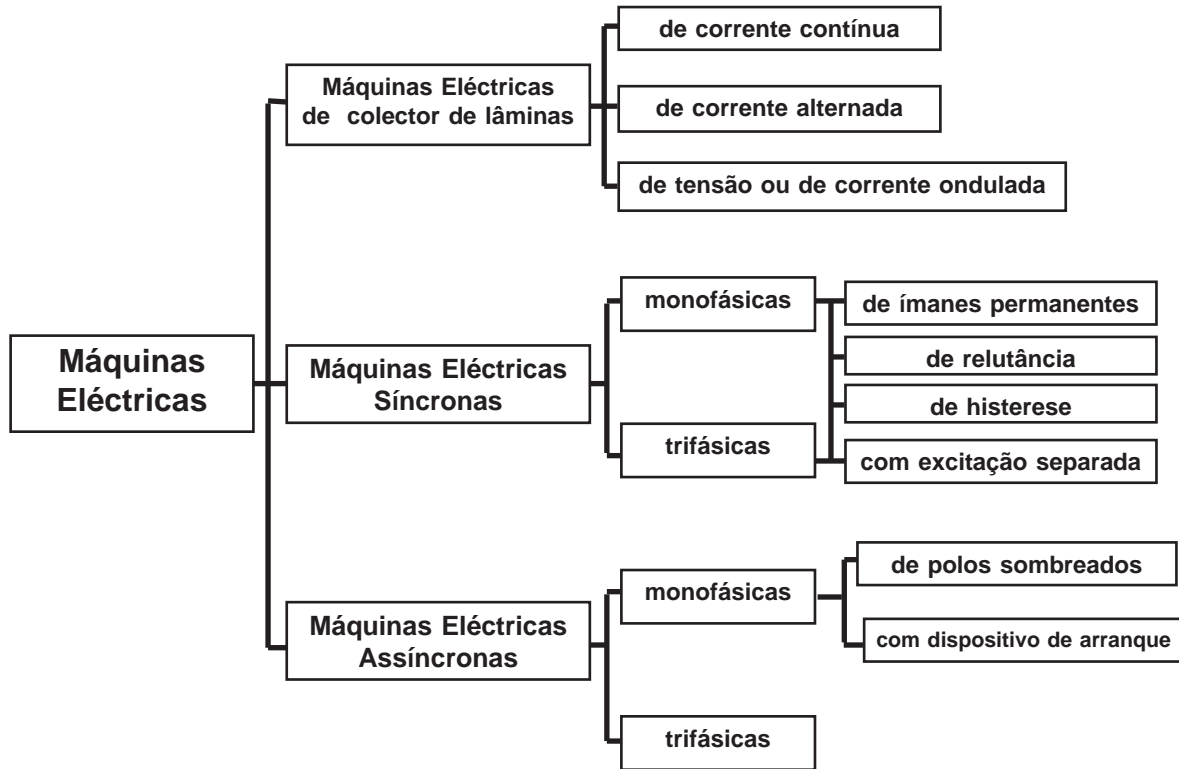 Máquinas
Eléctricas
Máquinas Eléctricas
de colector de lâminas
de corrente contínua
de corrente alternada
de tensão ou de corrente ondulada
Máquinas Eléctricas
Síncronas
monofásicas
trifásicas
de ímanes permanentes
de relutância
de histerese
com excitação separada
Máquinas Eléctricas
Assíncronas
monofásicas
de polos sombreados
com dispositivo de arranque
trifásicas